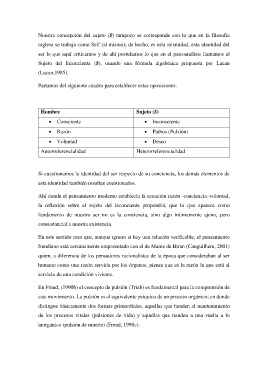 Nuestra concepción del sujeto ($) tampoco se corresponde con lo que en la filosofía
inglesa se trabaja como Self (sí mismo); de hecho, es esta mismidad, esta identidad del
ser lo que aquí criticamos y de ahí postulamos lo que en el psicoanálisis llamamos el
Sujeto del Inconciente ($), usando una fórmula algebraica propuesta por Lacan
(Lacan,1985).
Partamos del siguiente cuadro para establecer estas oposiciones.
Hombre Sujeto ($)
• Consciente • Inconsciente
• Razón • Pathos (Pulsión)
• Voluntad • Deseo
Autorreferencialidad Heterorreferencialidad
Si cuestionamos la identidad del ser respecto de su conciencia, los demás elementos de
esta identidad también resultan cuestionados.
Ahí donde el pensamiento moderno establecía la ecuación razón -conciencia–voluntad,
la reflexión sobre el sujeto del inconciente propondrá, que lo que aparece como
fundamento de nuestro ser no es la conciencia, sino algo íntimamente ajeno, pero
consustancial a nuestra existencia.
En este sentido creo que, aunque ignoro si hay una relación verificable, el pensamiento
freudiano está cercanamente emparentado con el de Maine de Biran (Canguilhem, 2001)
quien, a diferencia de los pensadores racionalistas de la época que consideraban al ser
humano como una razón servida por los órganos, piensa que es la razón la que está al
servicio de una condición viviente.
En Freud, (1990b) el concepto de pulsión (Trieb) es fundamental para la comprensión de
este movimiento. La pulsión es el equivalente psíquico de un proceso orgánico; en donde
distingue básicamente dos formas primordiales: aquellas que tienden al mantenimiento
de los procesos vitales (pulsiones de vida) y aquellas que tienden a una vuelta a lo
inorgánico (pulsión de muerte) (Freud, 1990c).